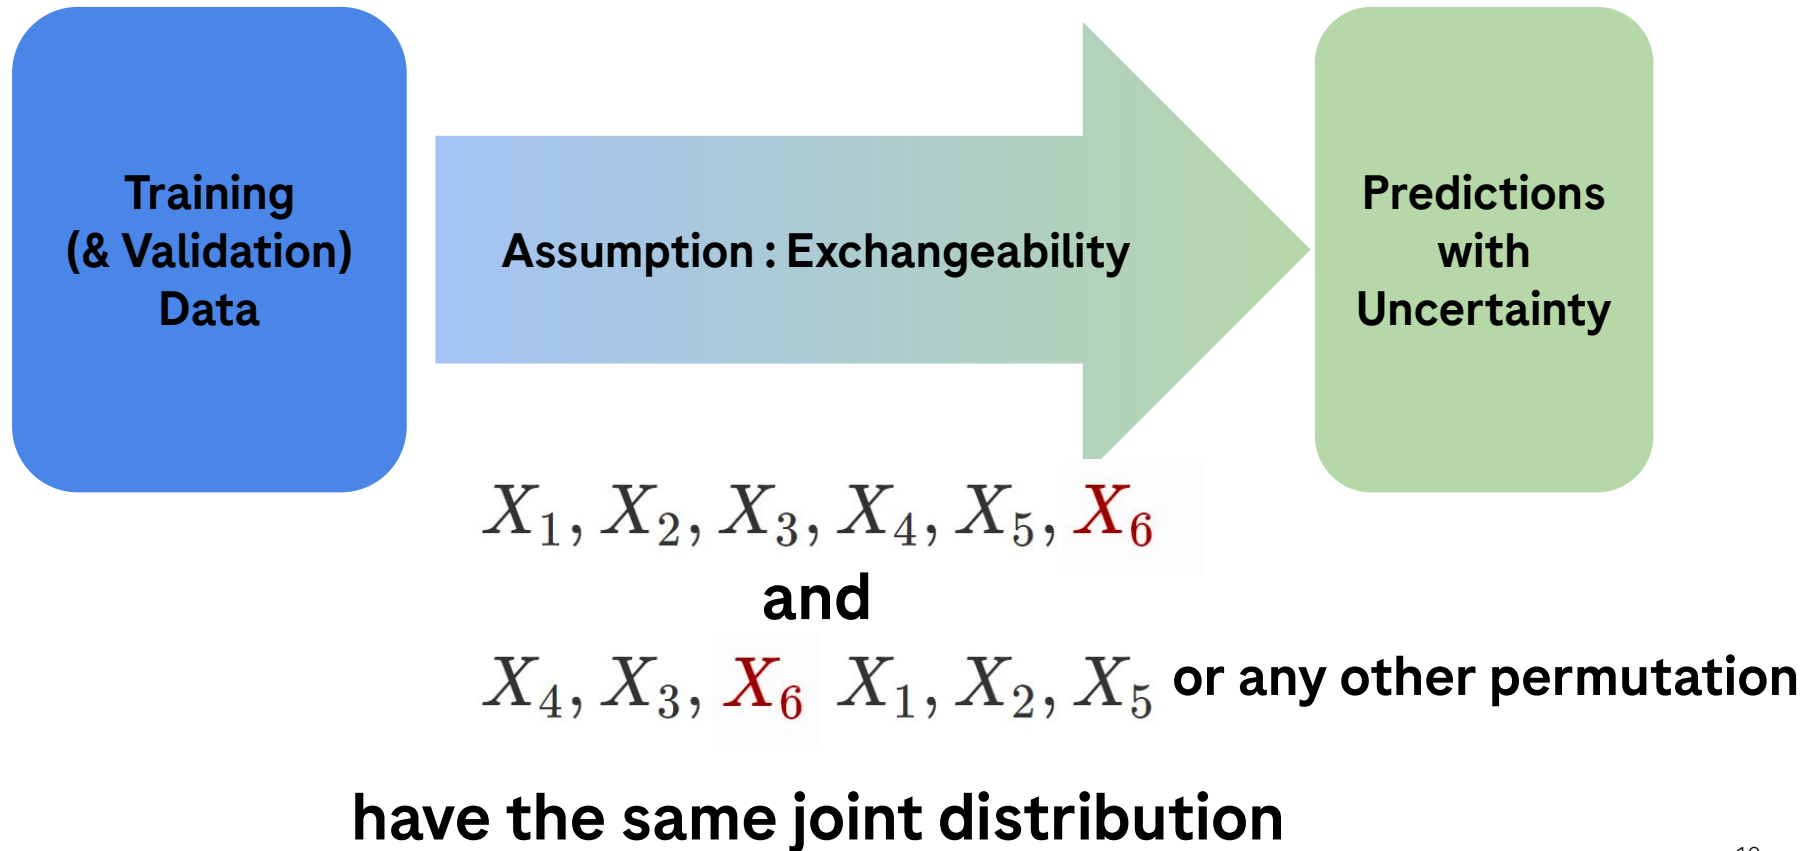 Training
(& Validation)
Data
Assumption : Exchangeability
Predictions
with
Uncertainty
X₁, X₂, X₃, X₄, X₅, X₆
and
X₄, X₃, X₆ X₁, X₂, X₅ or any other permutation
have the same joint distribution